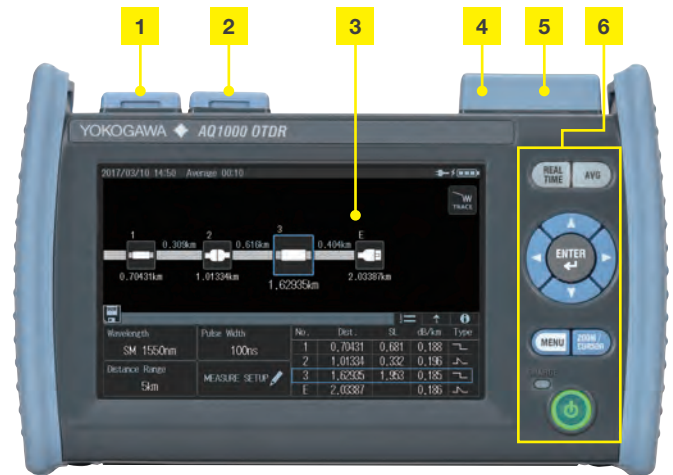 1 2 3 4 5 6
YOKOGAWA AQ1000 OTDR
2017/03/10 14:50 Average 00:10
REAL TIME AVG
TRACE
1 2 3 E
0.309km 0.616km 0.404km
0.70431km 1.01334km 1.62935km 2.03387km
ENTER
Wavelength Pulse Width No. Dist. SL dB/km Type
SM 1550nm 100ns 1 0.70431 0.681 0.188
2 1.01334 0.332 0.196
Distance Range MEASURE SETUP 3 1.62935 1.953 0.185
5km E 2.03387 0.186
MENU ZOOM / CURSOR